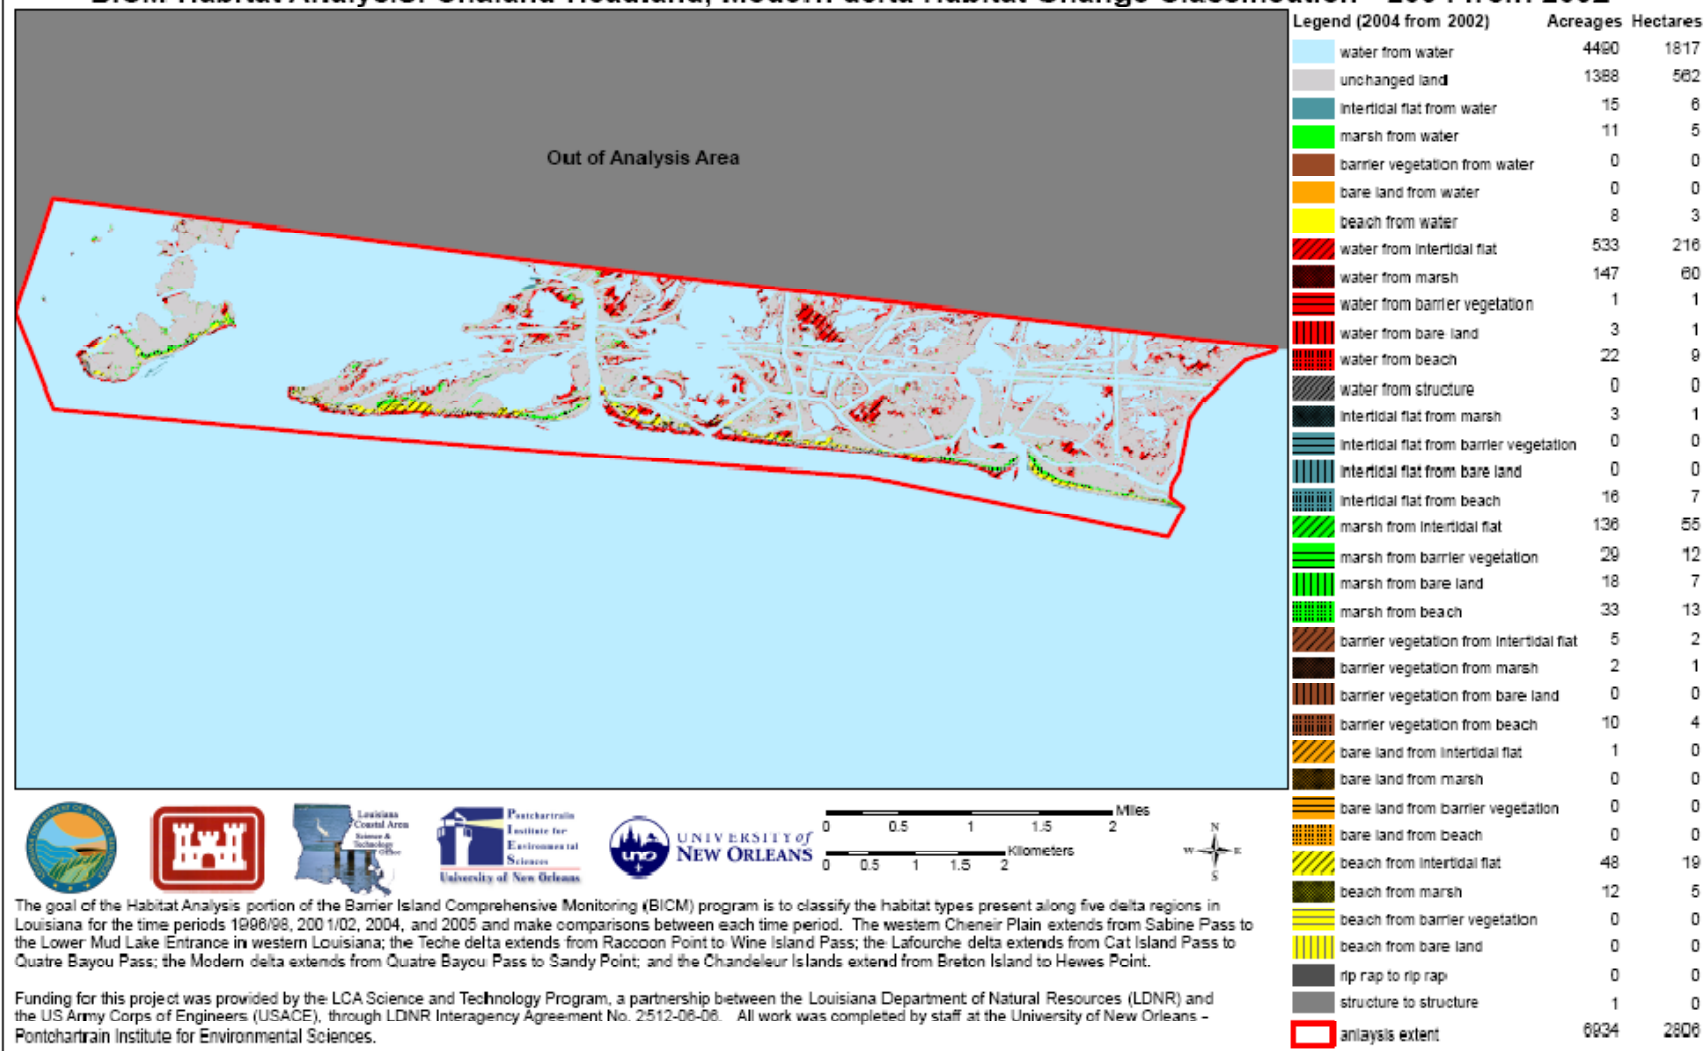 BICM Habitat Analysis: Chaland Headland, Modern delta Habitat Change Classification - 2004 from 2002
Out of Analysis Area
Legend (2004 from 2002) Acreages Hectares
water from water 4490 1817
unchanged land 1388 562
intertidal flat from water 15 6
marsh from water 11 5
barrier vegetation from water 0 0
bare land from water 0 0
beach from water 8 3
water from intertidal flat 533 216
water from marsh 147 60
water from barrier vegetation 1 1
water from bare land 3 1
water from beach 22 9
water from structure 0 0
intertidal flat from marsh 3 1
intertidal flat from barrier vegetation 0 0
intertidal flat from bare land 0 0
intertidal flat from beach 16 7
marsh from intertidal flat 136 55
marsh from barrier vegetation 29 12
marsh from bare land 18 7
marsh from beach 33 13
barrier vegetation from intertidal flat 5 2
barrier vegetation from marsh 2 1
barrier vegetation from bare land 0 0
barrier vegetation from beach 10 4
bare land from intertidal flat 1 0
bare land from marsh 0 0
bare land from barrier vegetation 0 0
bare land from beach 0 0
beach from intertidal flat 48 19
beach from marsh 12 5
beach from barrier vegetation 0 0
beach from bare land 0 0
rip rap to rip rap 0 0
structure to structure 1 0
anlaysis extent 6934 2806
Louisiana
Coastal Area
Science &
Technology
Office
Pontchartrain
Institute for
Environmental
Sciences
University of New Orleans
uno
UNIVERSITY of
NEW ORLEANS
Miles
0 0.5 1 1.5 2
Kilometers
0 0.5 1 1.5 2
N
W E
S
The goal of the Habitat Analysis portion of the Barrier Island Comprehensive Monitoring (BICM) program is to classify the habitat types present along five delta regions in
Louisiana for the time periods 1996/98, 2001/02, 2004, and 2005 and make comparisons between each time period. The western Cheneir Plain extends from Sabine Pass to
the Lower Mud Lake Entrance in western Louisiana; the Teche delta extends from Raccoon Point to Wine Island Pass; the Lafourche delta extends from Cat Island Pass to
Quatre Bayou Pass; the Modern delta extends from Quatre Bayou Pass to Sandy Point; and the Chandeleur Islands extend from Breton Island to Hewes Point.
Funding for this project was provided by the LCA Science and Technology Program, a partnership between the Louisiana Department of Natural Resources (LDNR) and
the US Army Corps of Engineers (USACE), through LDNR Interagency Agreement No. 2512-06-06. All work was completed by staff at the University of New Orleans –
Pontchartrain Institute for Environmental Sciences.